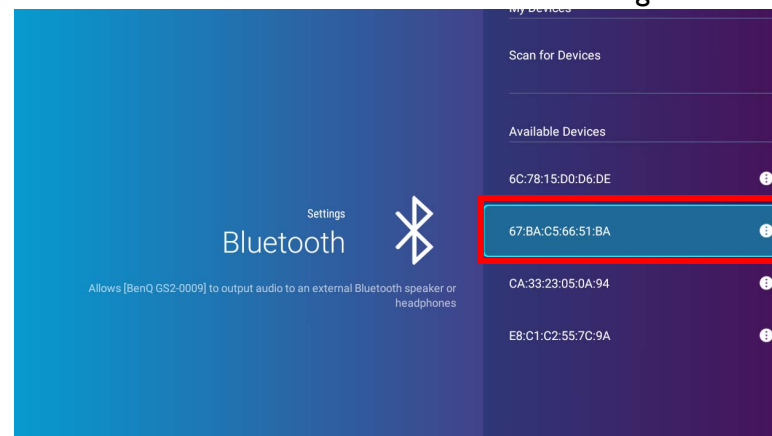 My Devices
Scan for Devices
Available Devices
6C:78:15:D0:D6:DE
Settings
Bluetooth
67:BA:C5:66:51:BA
Allows [BenQ GS2-0009] to output audio to an external Bluetooth speaker or
headphones
CA:33:23:05:0A:94
E8:C1:C2:55:7C:9A